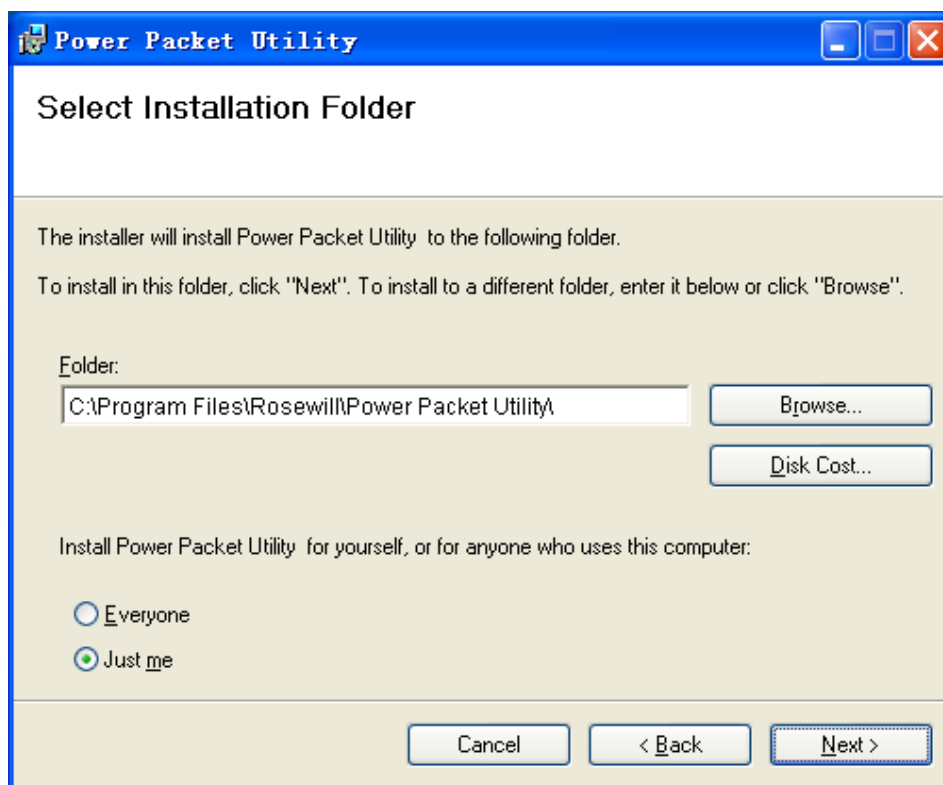 Power Packet Utility
Select Installation Folder
The installer will install Power Packet Utility  to the following folder.
To install in this folder, click "Next". To install to a different folder, enter it below or click "Browse".
Folder:
C:\Program Files\Rosewill\Power Packet Utility\
Browse...
Disk Cost...
Install Power Packet Utility  for yourself, or for anyone who uses this computer:
Everyone
Just me
Cancel
< Back
Next >